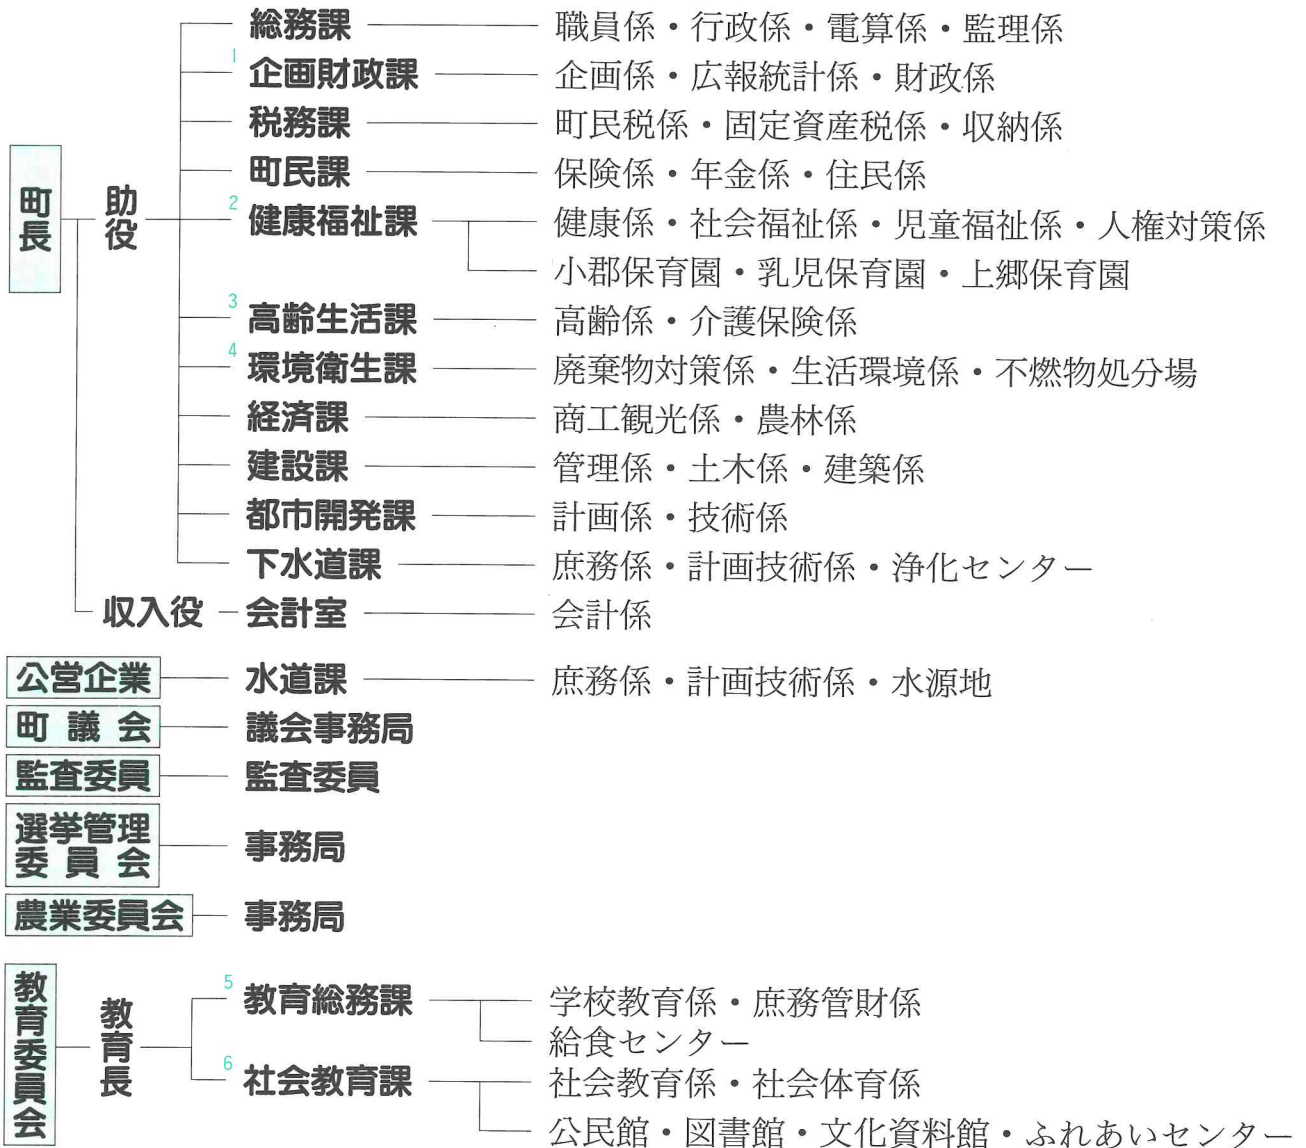 町長
助役
総務課 職員係・行政係・電算係・監理係
1 企画財政課 企画係・広報統計係・財政係
税務課 町民税係・固定資産税係・収納係
町民課 保険係・年金係・住民係
2 健康福祉課 健康係・社会福祉係・児童福祉係・人権対策係
小郡保育園・乳児保育園・上郷保育園
3 高齢生活課 高齢係・介護保険係
4 環境衛生課 廃棄物対策係・生活環境係・不燃物処分場
経済課 商工観光係・農林係
建設課 管理係・土木係・建築係
都市開発課 計画係・技術係
下水道課 庶務係・計画技術係・浄化センター
収入役 会計室 会計係
公営企業 水道課 庶務係・計画技術係・水源地
町議会 議会事務局
監査委員 監査委員
選挙管理
委員会
事務局
農業委員会 事務局
教育委員会
教育長
5 教育総務課 学校教育係・庶務管財係
給食センター
6 社会教育課 社会教育係・社会体育係
公民館・図書館・文化資料館・ふれあいセンター